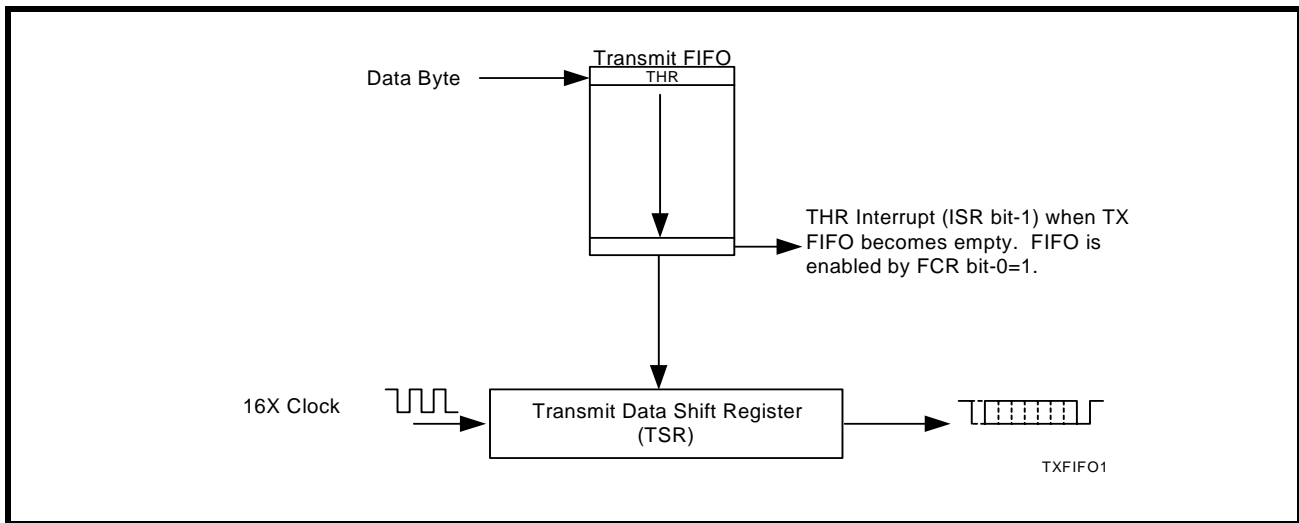 Transmit FIFO
Data Byte
THR
THR Interrupt (ISR bit-1) when TX
FIFO becomes empty. FIFO is
enabled by FCR bit-0=1.
16X Clock
Transmit Data Shift Register
(TSR)
TXFIFO1